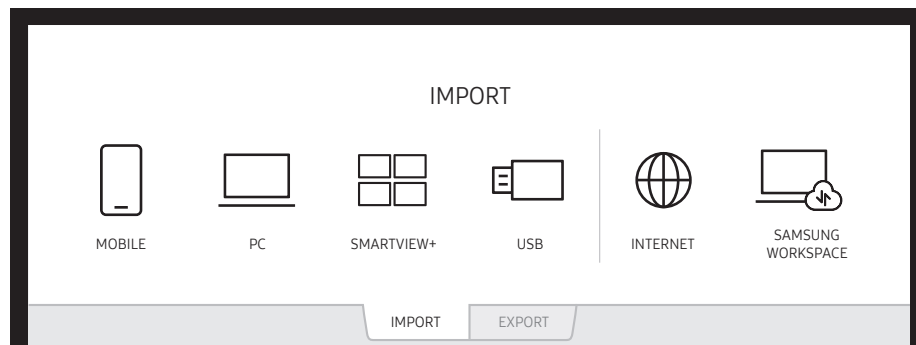 IMPORT
MOBILE
PC
SMARTVIEW+
USB
INTERNET
SAMSUNG
WORKSPACE
IMPORT
EXPORT